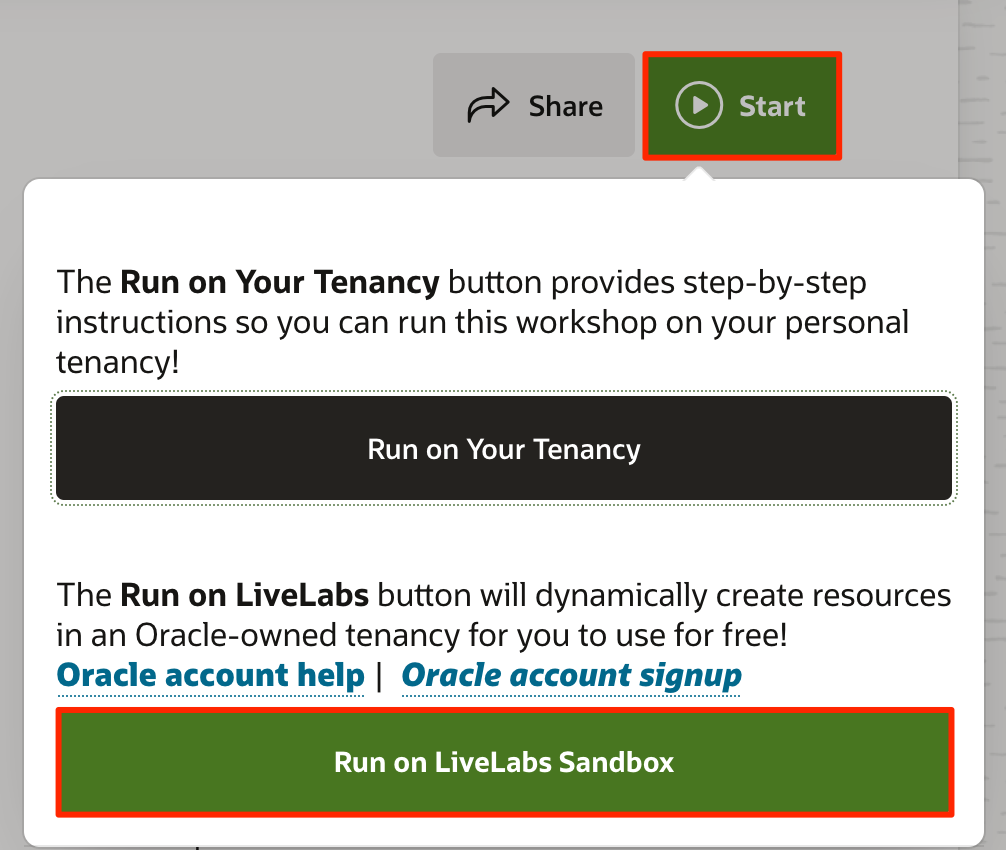 Share
Start
The Run on Your Tenancy button provides step-by-step
instructions so you can run this workshop on your personal
tenancy!
Run on Your Tenancy
The Run on LiveLabs button will dynamically create resources
in an Oracle-owned tenancy for you to use for free!
Oracle account help | Oracle account signup
Run on LiveLabs Sandbox